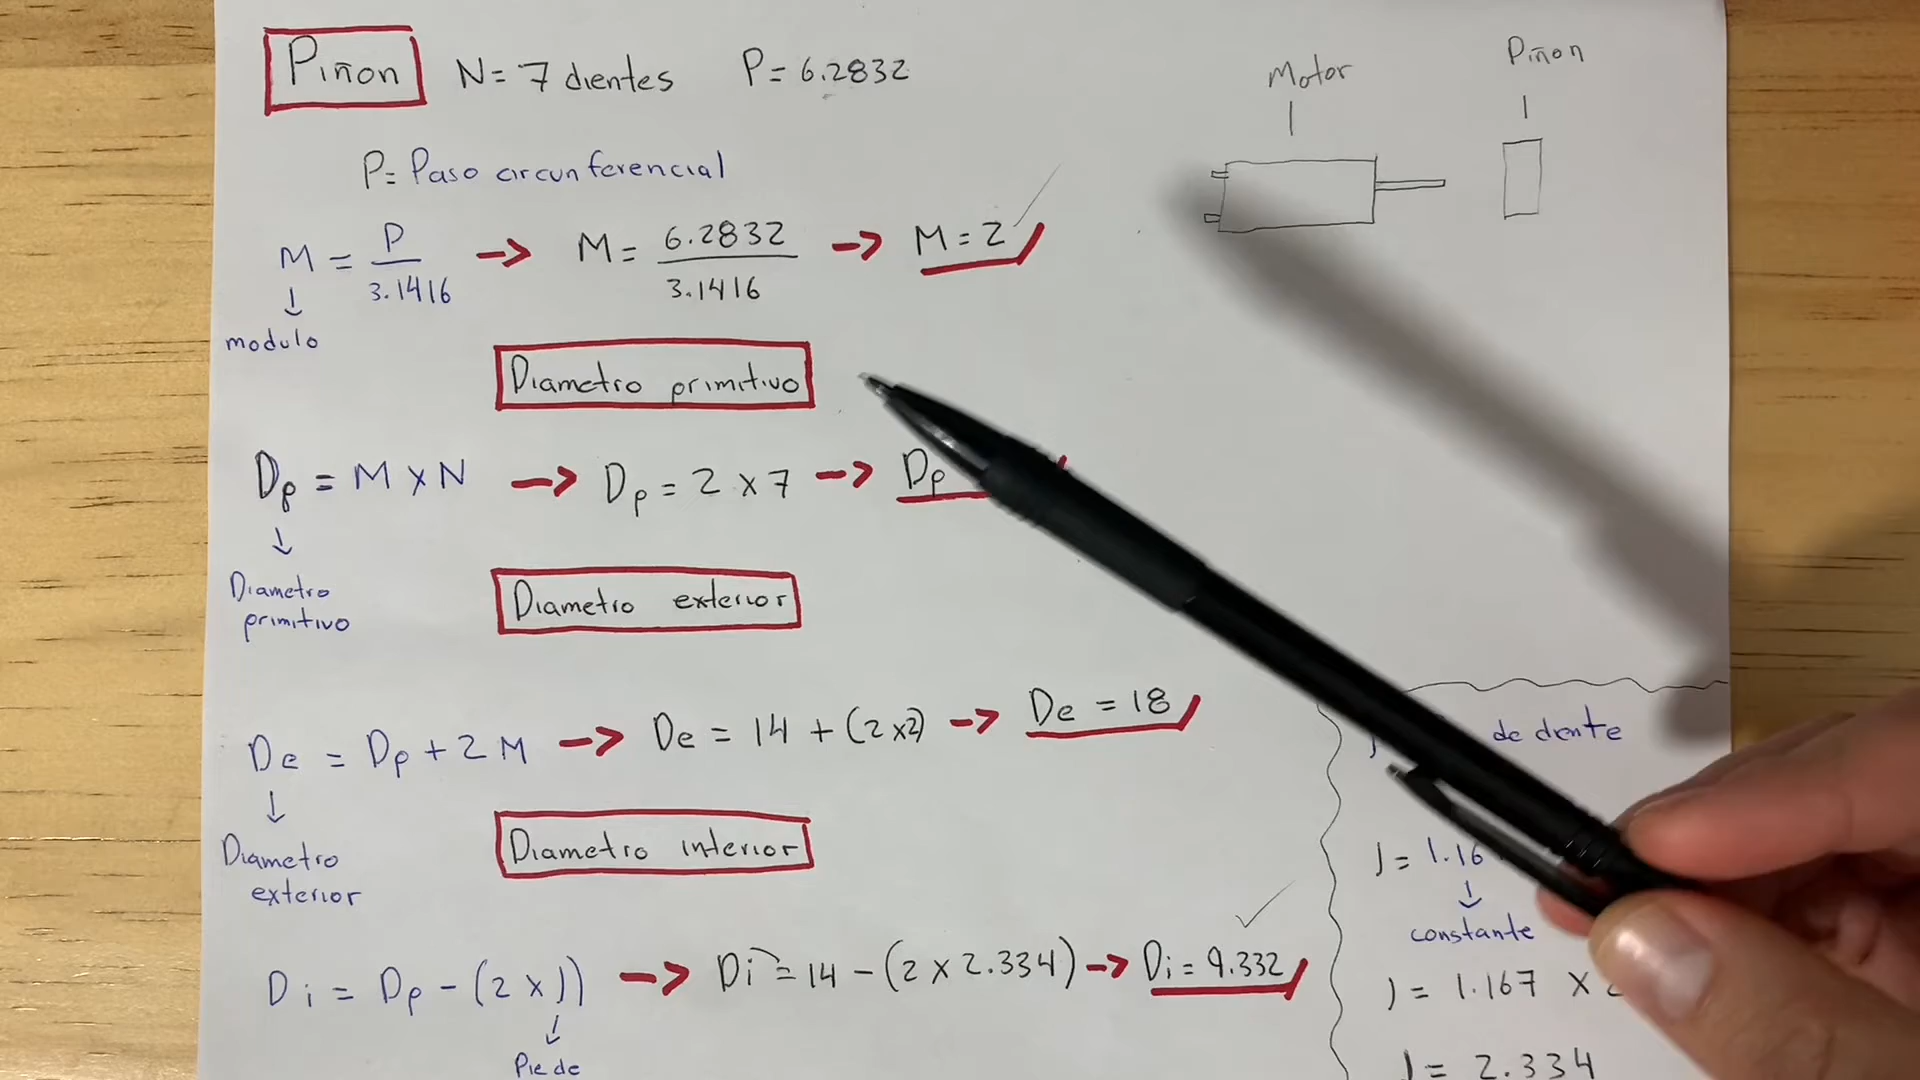 Piñon N= 7 dientes P= 6.2832
P= Paso circunferencial
M = P / 3.1416 → M = 6.2832 / 3.1416 → M = 2
↓
modulo
Diametro primitivo
Dp = M x N → Dp = 2 x 7 → Dp
↓
Diametro
primitivo
Diametro exterior
De = Dp + 2 M → De = 14 + (2x2) → De = 18
↓
Diametro
exterior
Diametro interior
Di = Dp - (2 x J) → Di = 14 - (2 x 2.334) → Di = 9.332
↓
Pie de
Motor
Piñon
de diente
J = 1.16
↓
constante
J = 1.167 X
J = 2.334